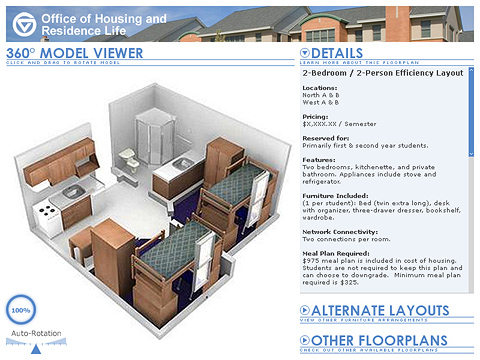 Office of Housing and
Residence Life
360° MODEL VIEWER
CLICK AND DRAG TO ROTATE MODEL
DETAILS
LEARN MORE ABOUT THIS FLOORPLAN
2-Bedroom / 2-Person Efficiency Layout
Locations:
North A & B
West A & B
Pricing:
$X,XXX.XX / Semester
Reserved for:
Primarily first & second year students.
Features:
Two bedrooms, kitchenette, and private
bathroom. Appliances include stove and
refrigerator.
Furniture Included:
(1 per student): Bed (twin extra long), desk
with organizer, three-drawer dresser, bookshelf,
wardrobe.
Network Connectivity:
Two connections per room.
Meal Plan Required:
$975 meal plan is included in cost of housing.
Students are not required to keep this plan and
can choose to downgrade. Minimum meal plan
required is $325.
100%
Auto-Rotation
ALTERNATE LAYOUTS
VIEW OTHER FURNITURE ARRANGEMENTS
OTHER FLOORPLANS
CHECK OUT OTHER AVAILABLE FLOORPLANS